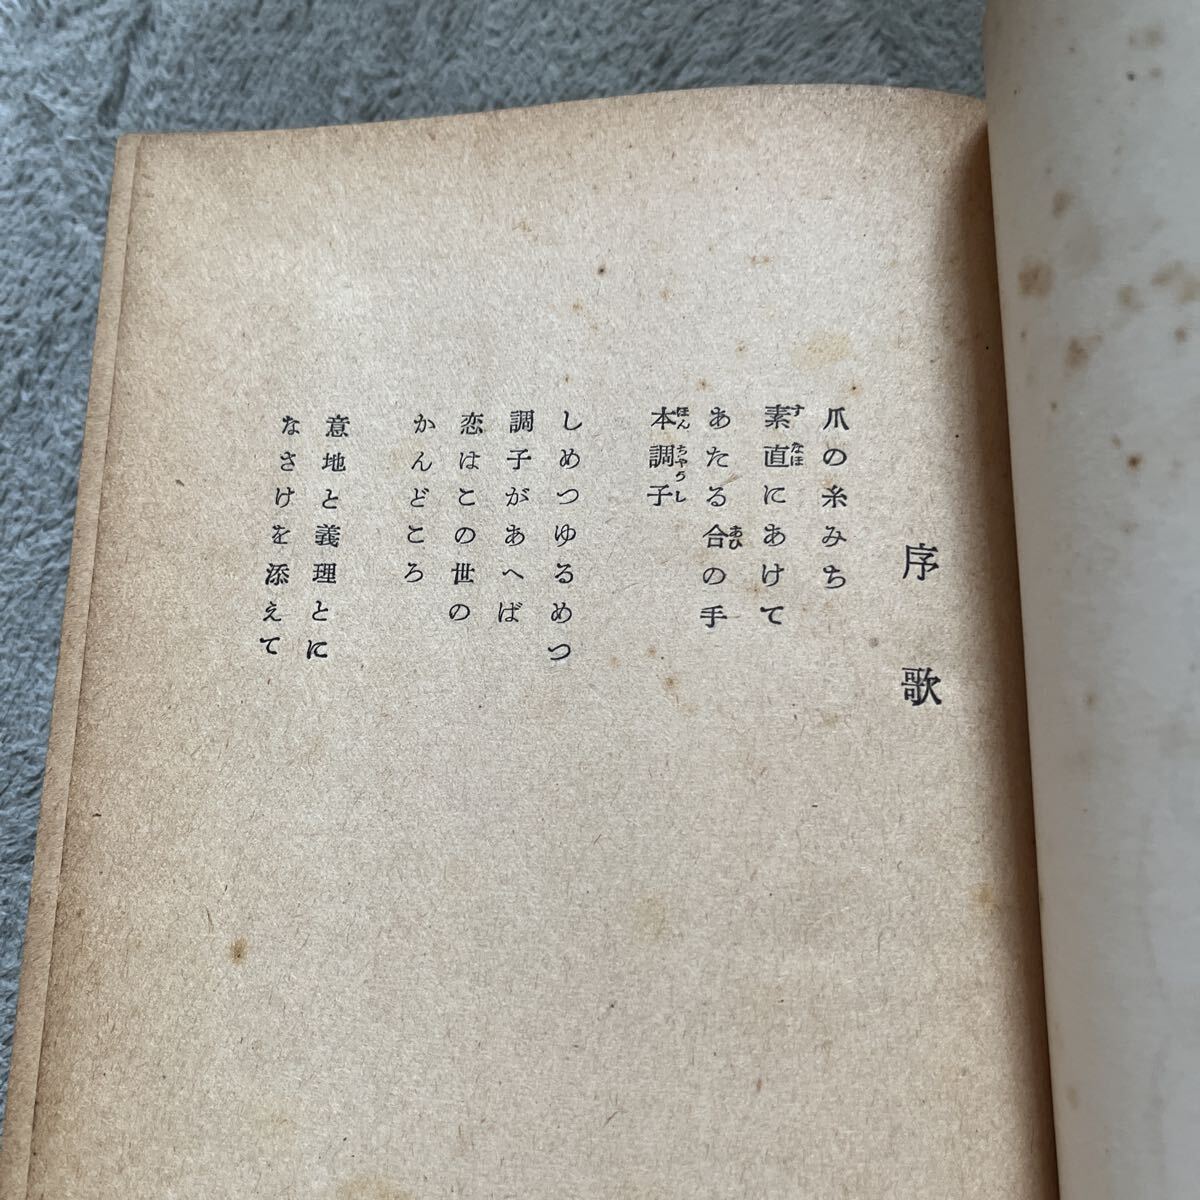 序歌
爪の糸みち
素直にあけて
あたる合の手
本調子
しめつゆるめつ
調子があへば
恋はこの世の
かんどころ
意地と義理とに
なさけを添えて